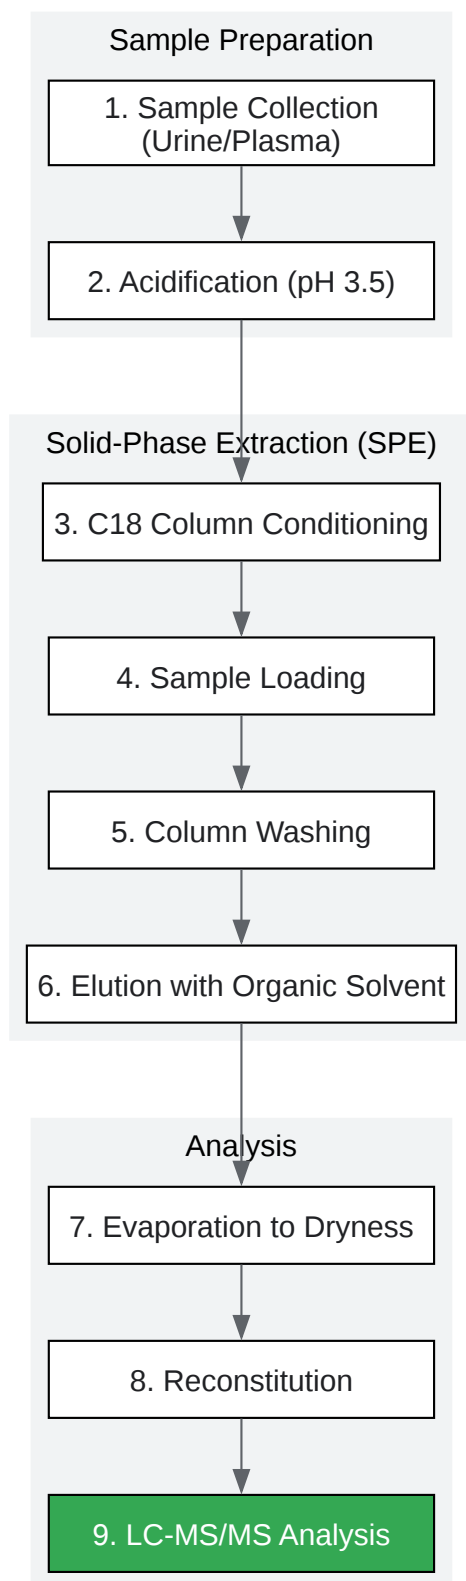 Sample Preparation
1. Sample Collection
(Urine/Plasma)
2. Acidification (pH 3.5)
Solid-Phase Extraction (SPE)
3. C18 Column Conditioning
4. Sample Loading
5. Column Washing
6. Elution with Organic Solvent
Analysis
7. Evaporation to Dryness
8. Reconstitution
9. LC-MS/MS Analysis